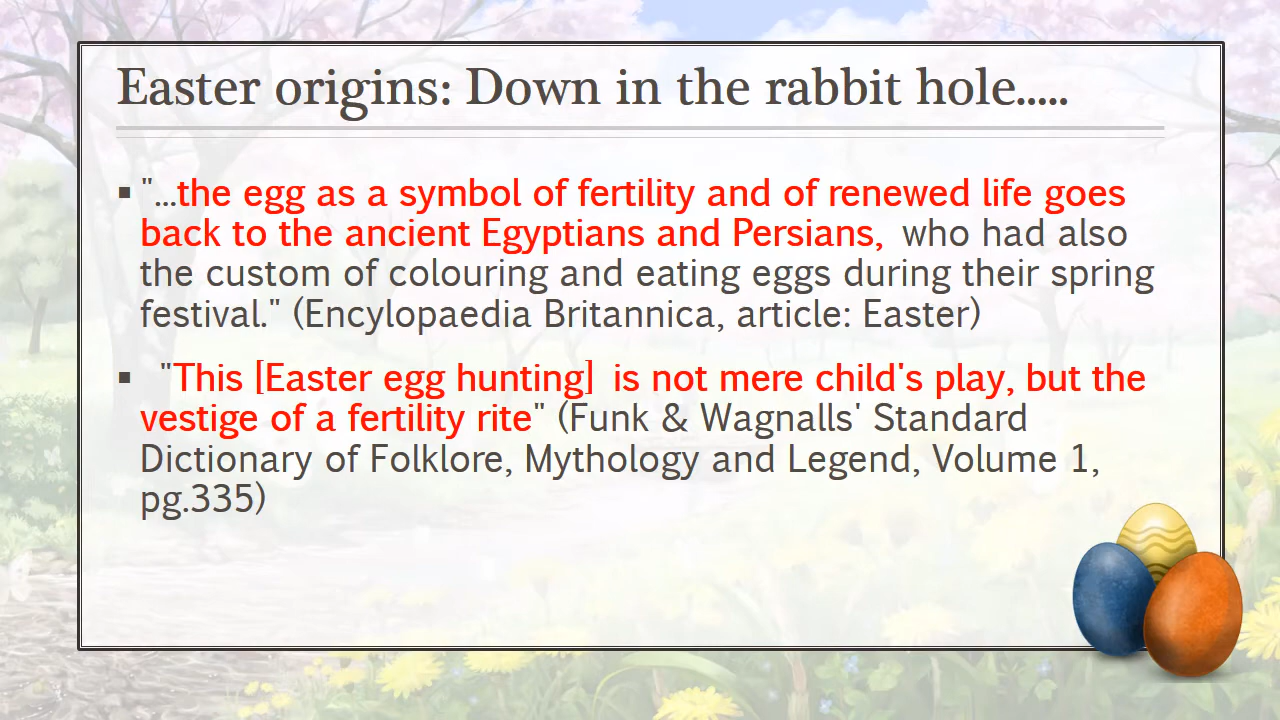 Easter origins: Down in the rabbit hole.....
▪ "...the egg as a symbol of fertility and of renewed life goes
back to the ancient Egyptians and Persians, who had also
the custom of colouring and eating eggs during their spring
festival." (Encylopaedia Britannica, article: Easter)
▪ "This [Easter egg hunting] is not mere child's play, but the
vestige of a fertility rite" (Funk & Wagnalls' Standard
Dictionary of Folklore, Mythology and Legend, Volume 1,
pg.335)